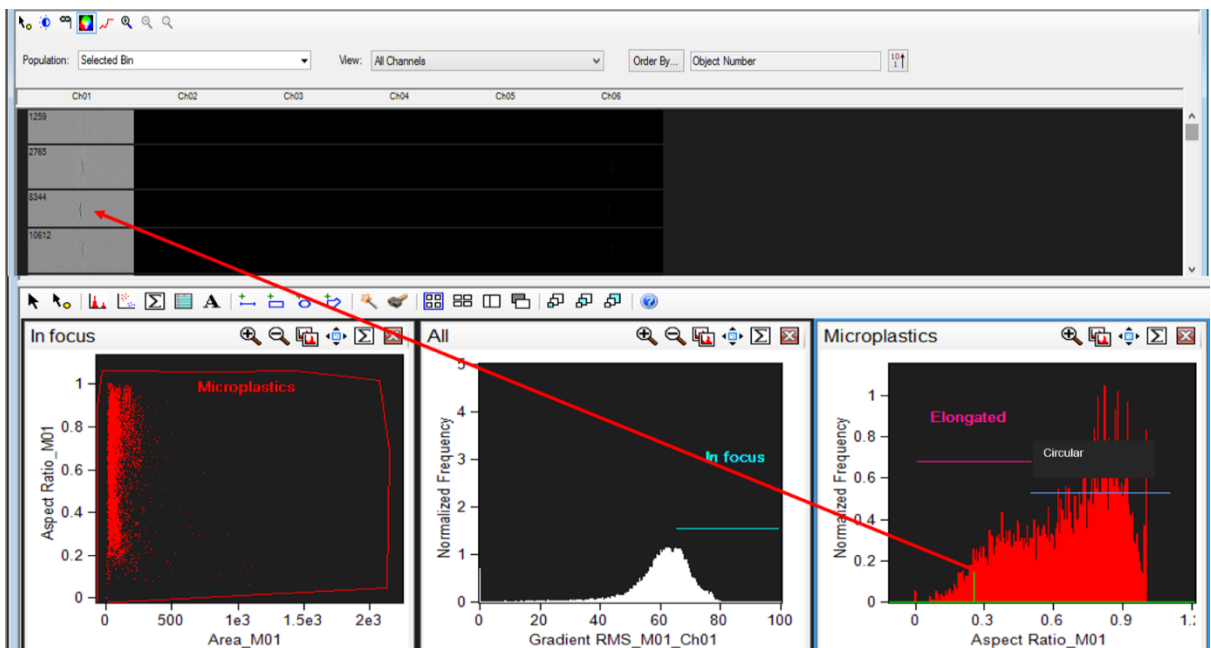 Population: Selected Bin View: All Channels Order By... Object Number 10 1
Ch01 Ch02 Ch03 Ch04 Ch05 Ch06
1259
2765
8344
10612
A
In focus
Microplastics
1
0.8
0.6
0.4
0.2
0
Aspect Ratio_M01
0 500 1e3 1.5e3 2e3
Area_M01
All
5
4
3
2
1
0
Normalized Frequency
In focus
0 20 40 60 80 100
Gradient RMS_M01_Ch01
Microplastics
Elongated
Circular
1
0.8
0.6
0.4
0.2
0
Normalized Frequency
0 0.3 0.6 0.9 1.
Aspect Ratio_M01